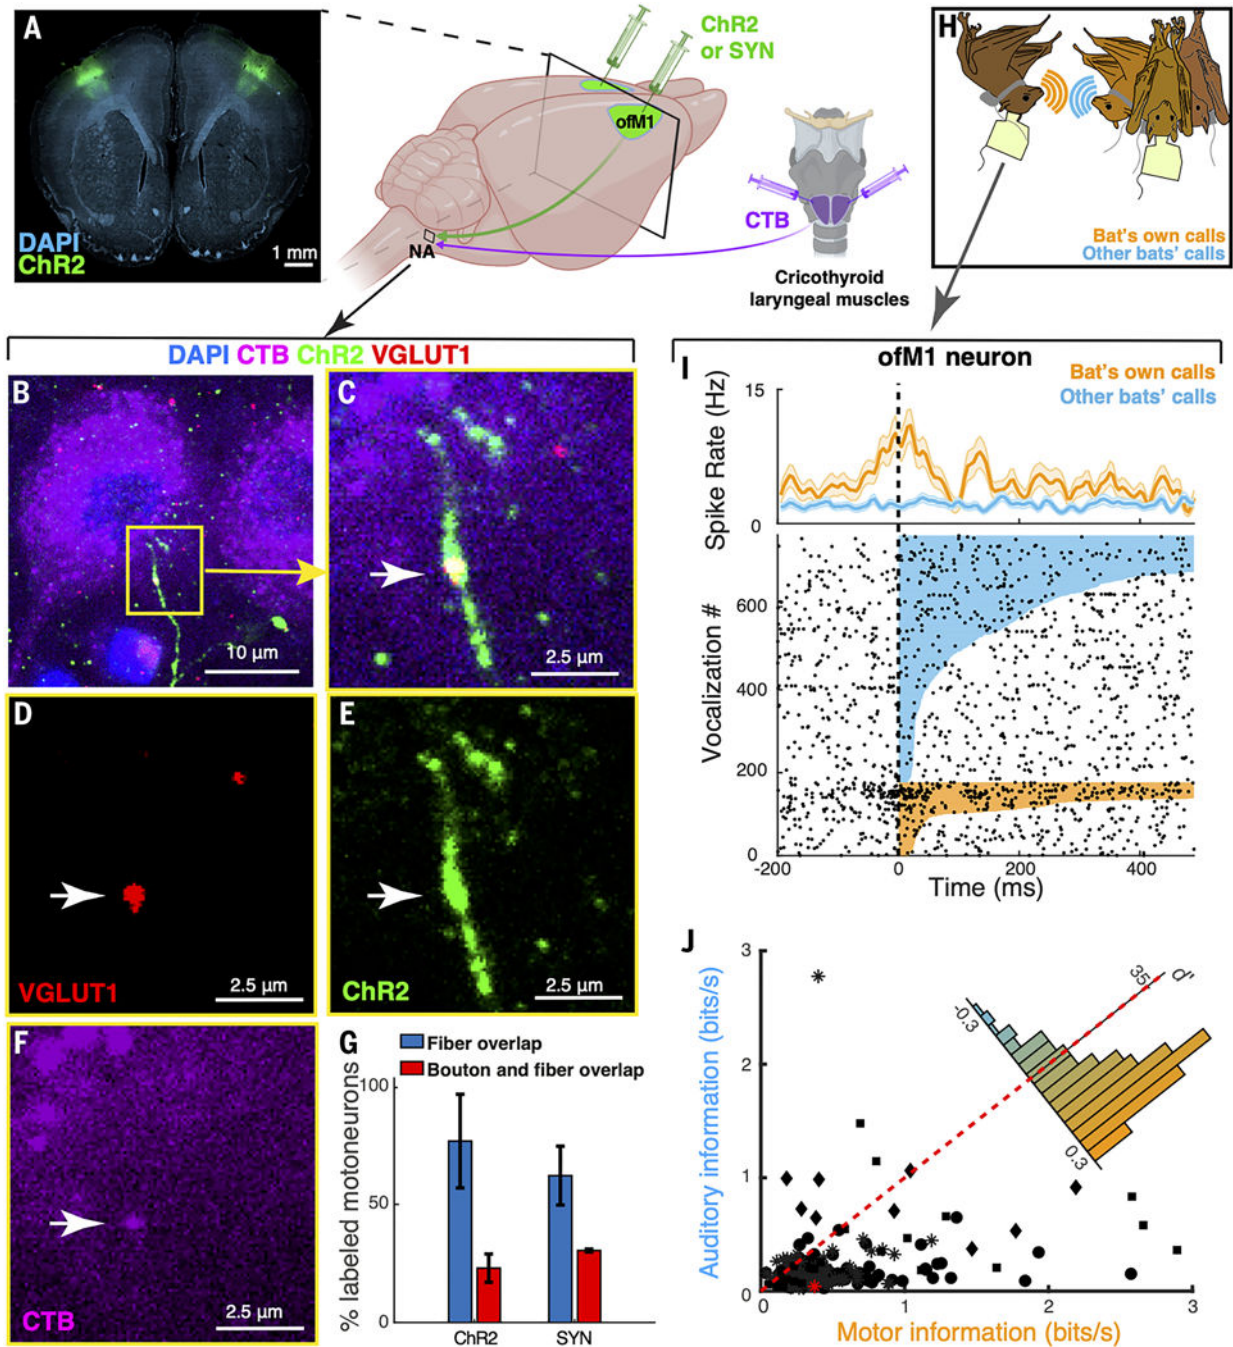 A
DAPI
ChR2
1 mm
ChR2
or SYN
ofM1
NA
CTB
Cricothyroid
laryngeal muscles
H
Bat's own calls
Other bats' calls
DAPI CTB ChR2 VGLUT1
B
10 μm
C
2.5 μm
D
VGLUT1
2.5 μm
E
ChR2
2.5 μm
F
CTB
2.5 μm
G
Fiber overlap
Bouton and fiber overlap
% labeled motoneurons
100
50
0
ChR2
SYN
ofM1 neuron
I
Bat's own calls
Other bats' calls
Spike Rate (Hz)
15
0
Vocalization #
600
400
200
0
-200 0 200 400
Time (ms)
J
Auditory information (bits/s)
3
2
1
0
0 1 2 3
Motor information (bits/s)
35
d'
-0.3
0.3